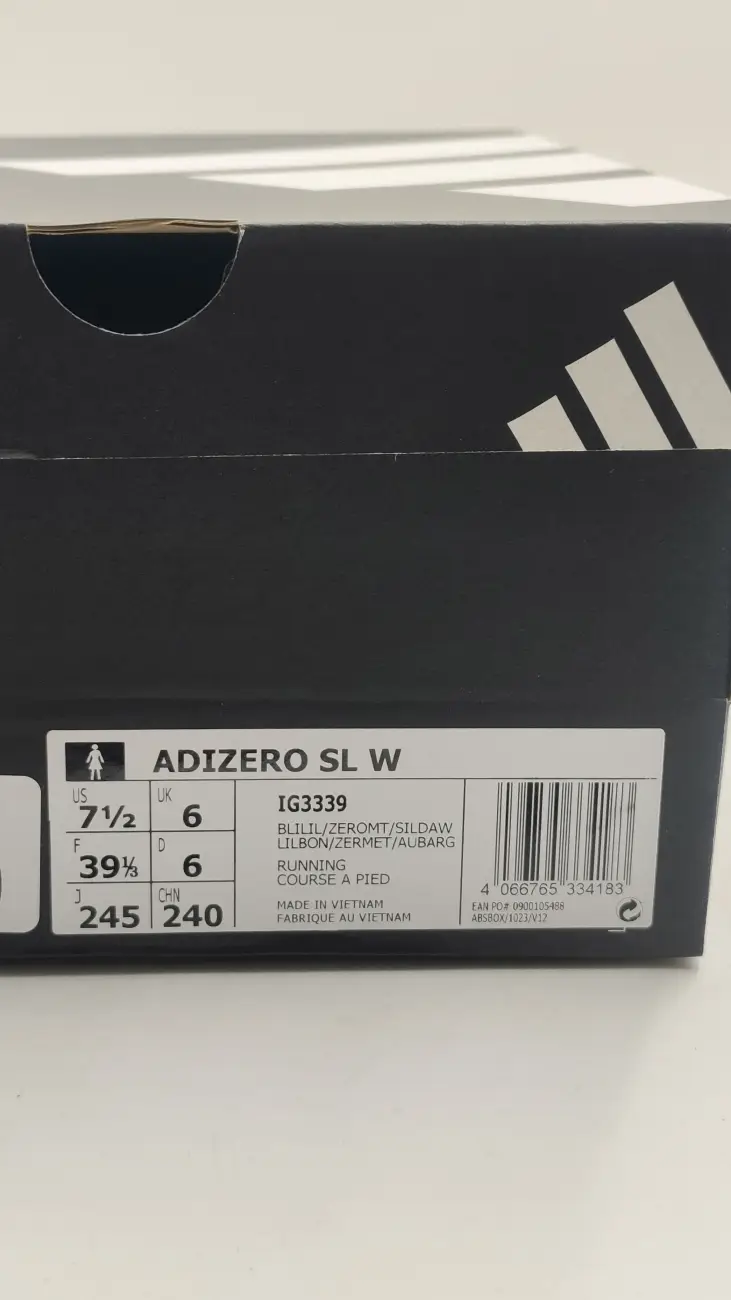 ADIZERO SL W
US 7½ UK 6
F 39⅓ D 6
J 245 CHN 240
IG3339
BLILIL/ZEROMT/SILDAW
LILBON/ZERMET/AUBARG
RUNNING
COURSE A PIED
MADE IN VIETNAM
FABRIQUE AU VIETNAM
4 066765 334183
EAN PO# 0900105488
ABSBOX/1023/V12